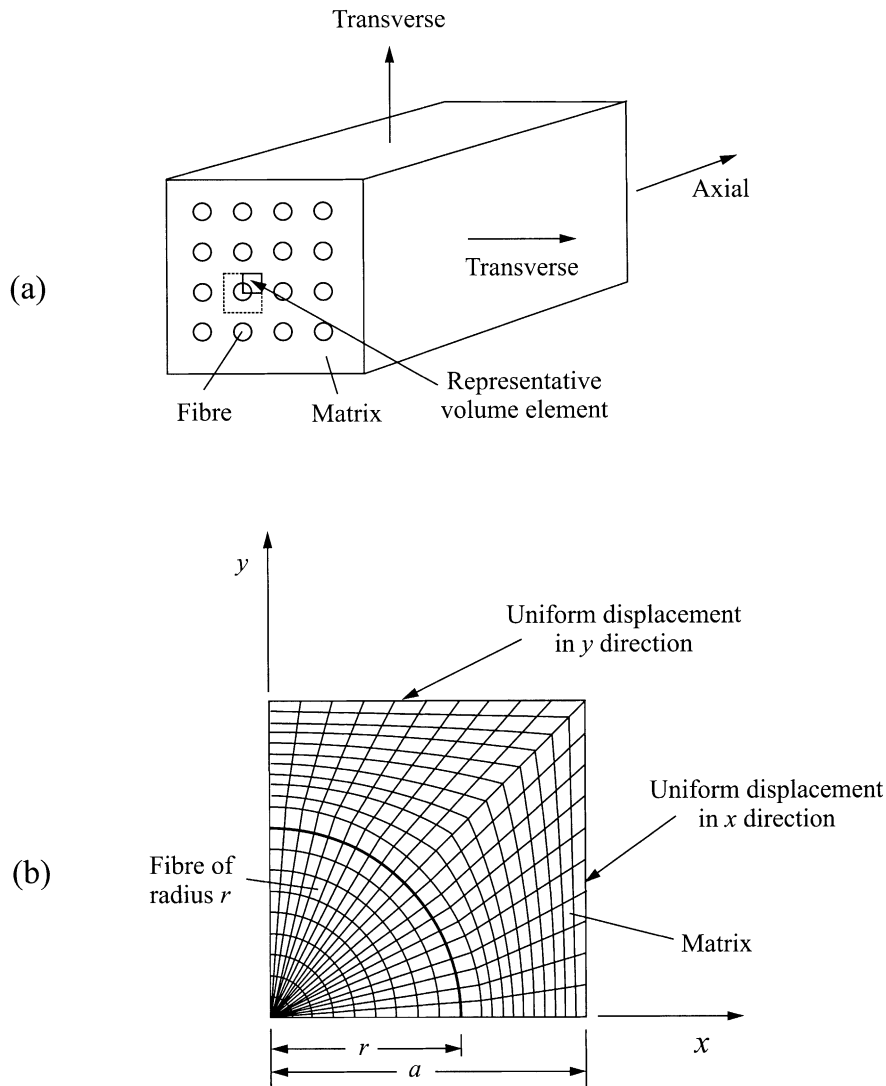 Transverse
Axial
Transverse
(a)
Representative
volume element
Fibre
Matrix
y
Uniform displacement
in y direction
Uniform displacement
in x direction
(b)
Fibre of
radius r
Matrix
r
x
a